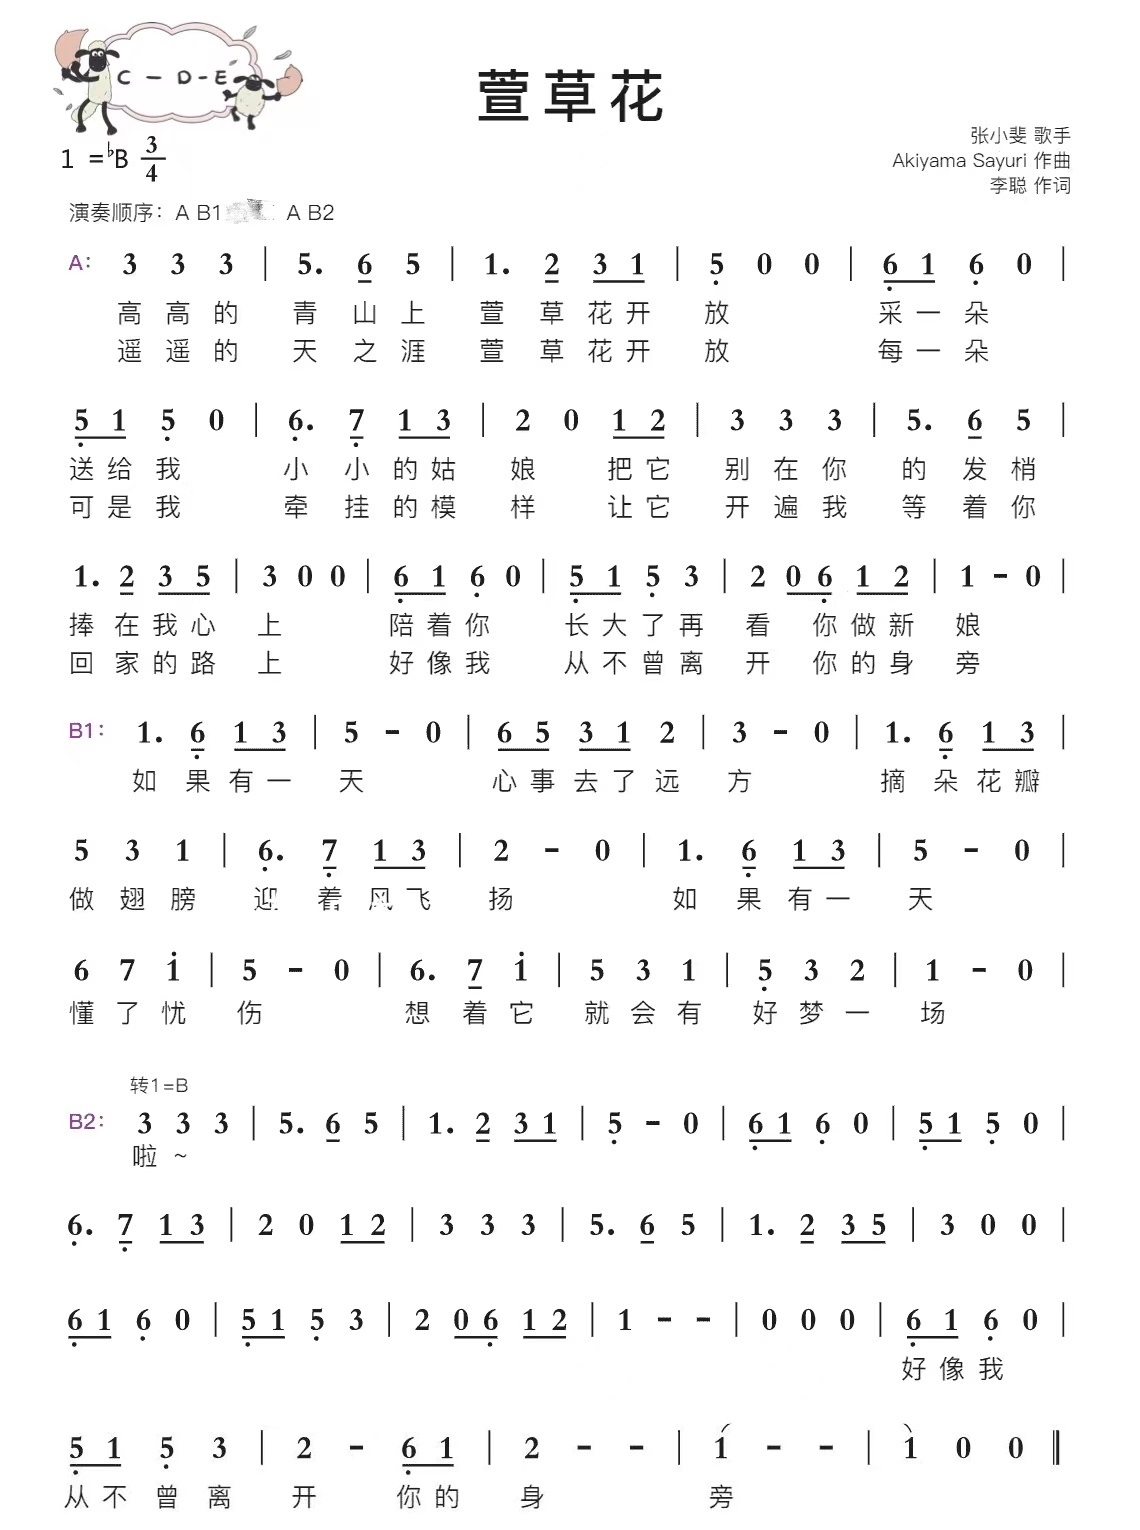 C - D - E
萱草花
1 =♭B 3/4
张小斐 歌手
Akiyama Sayuri 作曲
李聪 作词
演奏顺序: A B1 A B2
A: 3 3 3 | 5. 6 5 | 1. 2 3 1 | 5 0 0 | 6 1 6 0 |
高 高 的 青 山 上 萱 草 花 开 放 采 一 朵
遥 遥 的 天 之 涯 萱 草 花 开 放 每 一 朵
5 1 5 0 | 6. 7 1 3 | 2 0 1 2 | 3 3 3 | 5. 6 5 |
送 给 我 小 小 的 姑 娘 把 它 别 在 你 的 发 梢
可 是 我 牵 挂 的 模 样 让 它 开 遍 我 等 着 你
1. 2 3 5 | 3 0 0 | 6 1 6 0 | 5 1 5 3 | 2 0 6 1 2 | 1 - 0 |
捧 在 我 心 上 陪 着 你 长 大 了 再 看 你 做 新 娘
回 家 的 路 上 好 像 我 从 不 曾 离 开 你 的 身 旁
B1: 1. 6 1 3 | 5 - 0 | 6 5 3 1 2 | 3 - 0 | 1. 6 1 3 |
如 果 有 一 天 心 事 去 了 远 方 摘 朵 花 瓣
5 3 1 | 6. 7 1 3 | 2 - 0 | 1. 6 1 3 | 5 - 0 |
做 翅 膀 迎 着 风 飞 扬 如 果 有 一 天
6 7 1 | 5 - 0 | 6. 7 1 | 5 3 1 | 5 3 2 | 1 - 0 |
懂 了 忧 伤 想 着 它 就 会 有 好 梦 一 场
转1=B
B2: 3 3 3 | 5. 6 5 | 1. 2 3 1 | 5 - 0 | 6 1 6 0 | 5 1 5 0 |
啦 ~
6. 7 1 3 | 2 0 1 2 | 3 3 3 | 5. 6 5 | 1. 2 3 5 | 3 0 0 |
6 1 6 0 | 5 1 5 3 | 2 0 6 1 2 | 1 - - | 0 0 0 | 6 1 6 0 |
好 像 我
5 1 5 3 | 2 - 6 1 | 2 - - | 1 - - | 1 0 0 ‖
从 不 曾 离 开 你 的 身 旁